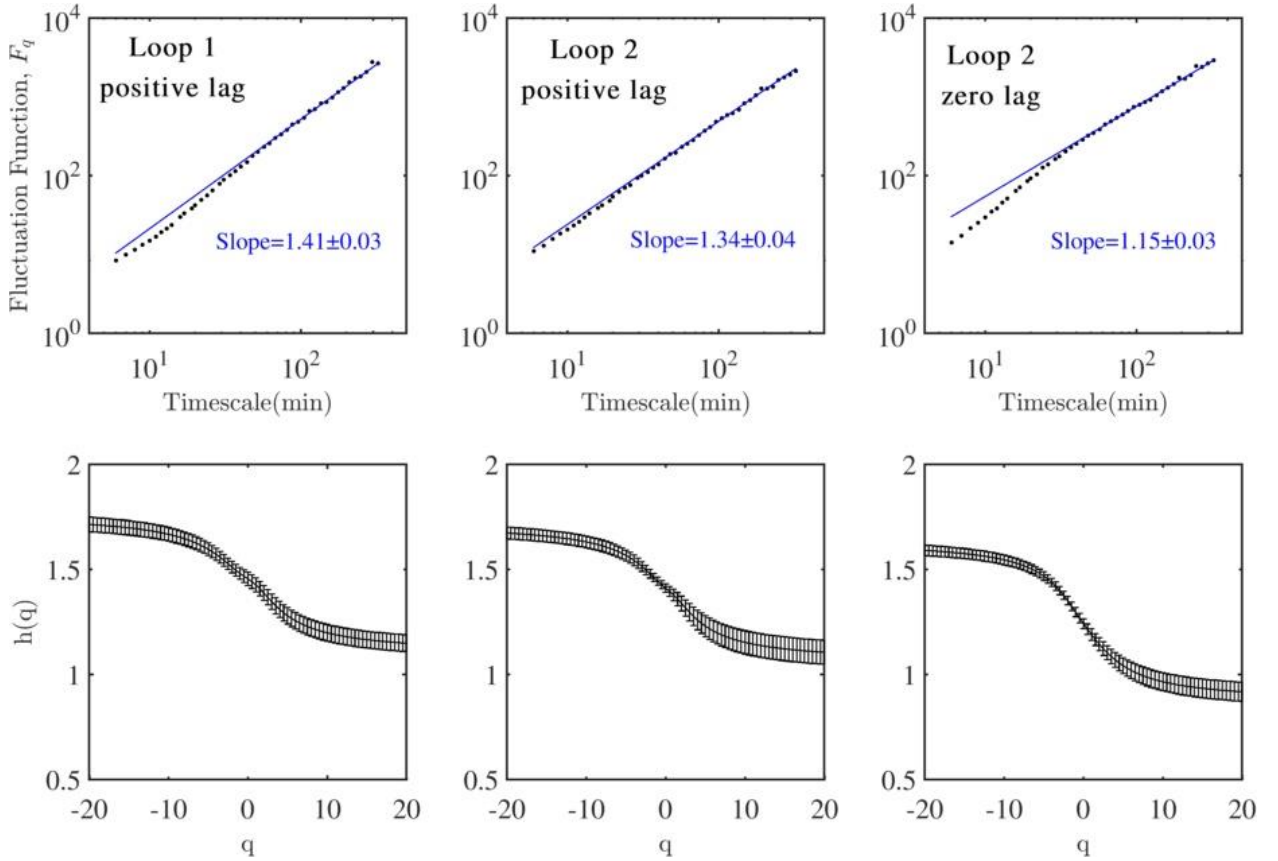 10^4
10^2
10^0
Fluctuation Function, F_q
Loop 1
positive lag
Slope=1.41±0.03
10^1
10^2
Timescale(min)
10^4
10^2
10^0
Loop 2
positive lag
Slope=1.34±0.04
10^1
10^2
Timescale(min)
10^4
10^2
10^0
Loop 2
zero lag
Slope=1.15±0.03
10^1
10^2
Timescale(min)
2
1.5
1
0.5
h(q)
-20 -10 0 10 20
q
2
1.5
1
0.5
-20 -10 0 10 20
q
2
1.5
1
0.5
-20 -10 0 10 20
q